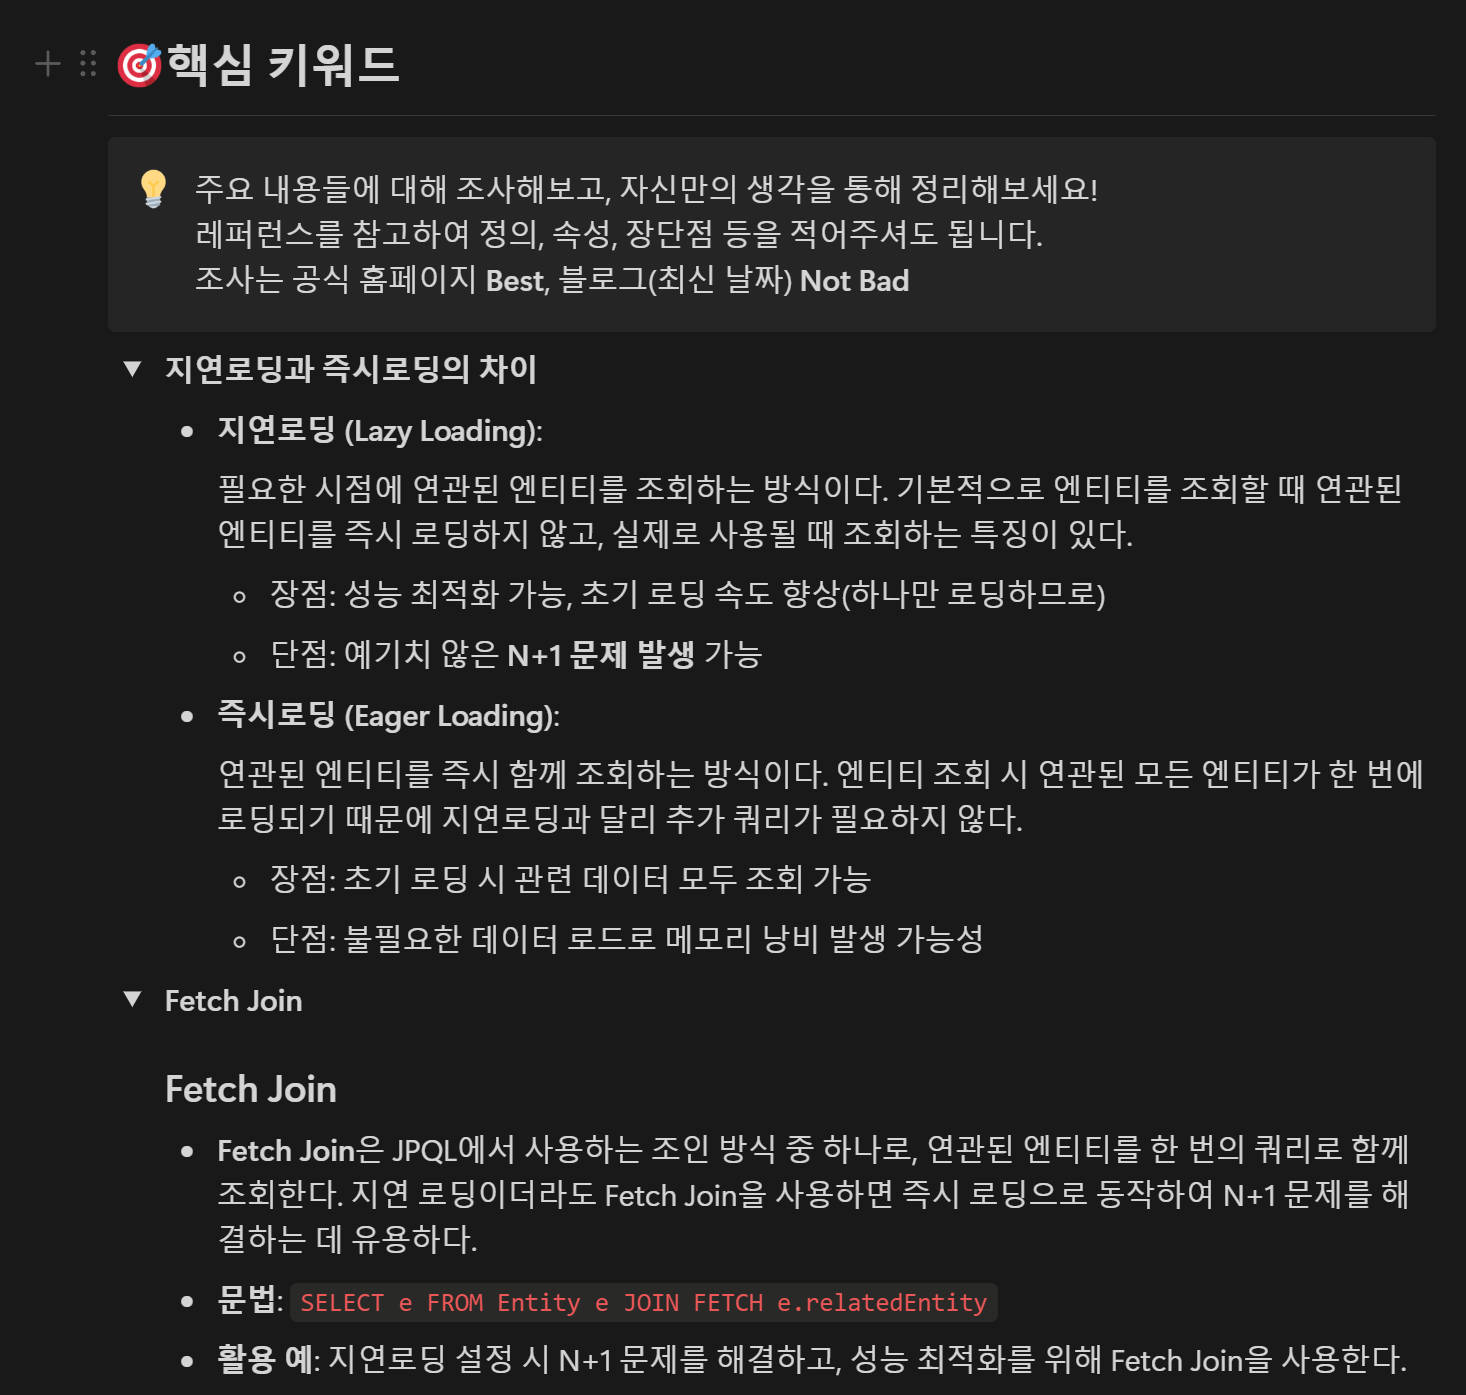 🎯핵심 키워드
💡 주요 내용들에 대해 조사해보고, 자신만의 생각을 통해 정리해보세요!
레퍼런스를 참고하여 정의, 속성, 장단점 등을 적어주셔도 됩니다.
조사는 공식 홈페이지 Best, 블로그(최신 날짜) Not Bad
▼ 지연로딩과 즉시로딩의 차이
• 지연로딩 (Lazy Loading):
필요한 시점에 연관된 엔티티를 조회하는 방식이다. 기본적으로 엔티티를 조회할 때 연관된
엔티티를 즉시 로딩하지 않고, 실제로 사용될 때 조회하는 특징이 있다.
◦ 장점: 성능 최적화 가능, 초기 로딩 속도 향상(하나만 로딩하므로)
◦ 단점: 예기치 않은 N+1 문제 발생 가능
• 즉시로딩 (Eager Loading):
연관된 엔티티를 즉시 함께 조회하는 방식이다. 엔티티 조회 시 연관된 모든 엔티티가 한 번에
로딩되기 때문에 지연로딩과 달리 추가 쿼리가 필요하지 않다.
◦ 장점: 초기 로딩 시 관련 데이터 모두 조회 가능
◦ 단점: 불필요한 데이터 로드로 메모리 낭비 발생 가능성
▼ Fetch Join
Fetch Join
• Fetch Join은 JPQL에서 사용하는 조인 방식 중 하나로, 연관된 엔티티를 한 번의 쿼리로 함께
조회한다. 지연 로딩이더라도 Fetch Join을 사용하면 즉시 로딩으로 동작하여 N+1 문제를 해
결하는 데 유용하다.
• 문법: SELECT e FROM Entity e JOIN FETCH e.relatedEntity
• 활용 예: 지연로딩 설정 시 N+1 문제를 해결하고, 성능 최적화를 위해 Fetch Join을 사용한다.